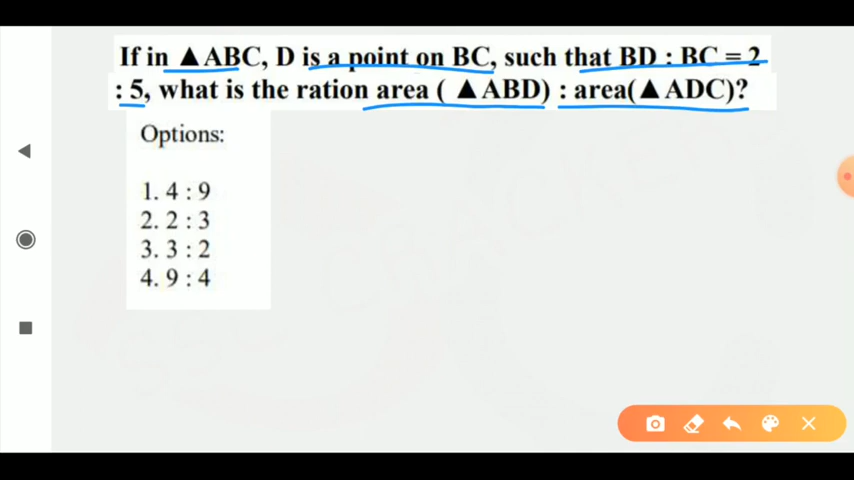 If in ▲ABC, D is a point on BC, such that BD : BC = 2
: 5, what is the ration area ( ▲ABD) : area(▲ADC)?
Options:
1. 4 : 9
2. 2 : 3
3. 3 : 2
4. 9 : 4